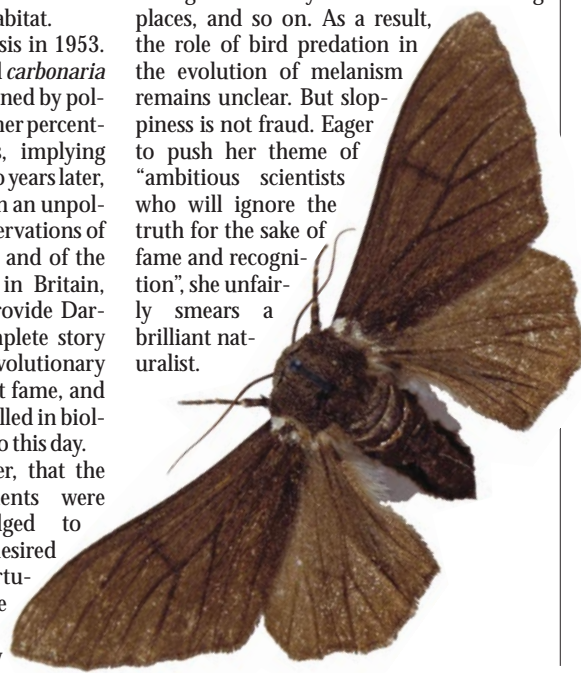 abitat.
sis in 1953.
carbonaria
ned by pol-
her percent-
s, implying
o years later,
n an unpol-
ervations of
and of the
in Britain,
rovide Dar-
mplete story
volutionary
t fame, and
lled in biol-
o this day.
er, that the
ents were
lged to
esired
rtu-
e
places, and so on. As a result,
the role of bird predation in
the evolution of melanism
remains unclear. But slop-
piness is not fraud. Eager
to push her theme of
“ambitious scientists
who will ignore the
truth for the sake of
fame and recogni-
tion”, she unfair-
ly smears a
brilliant nat-
uralist.